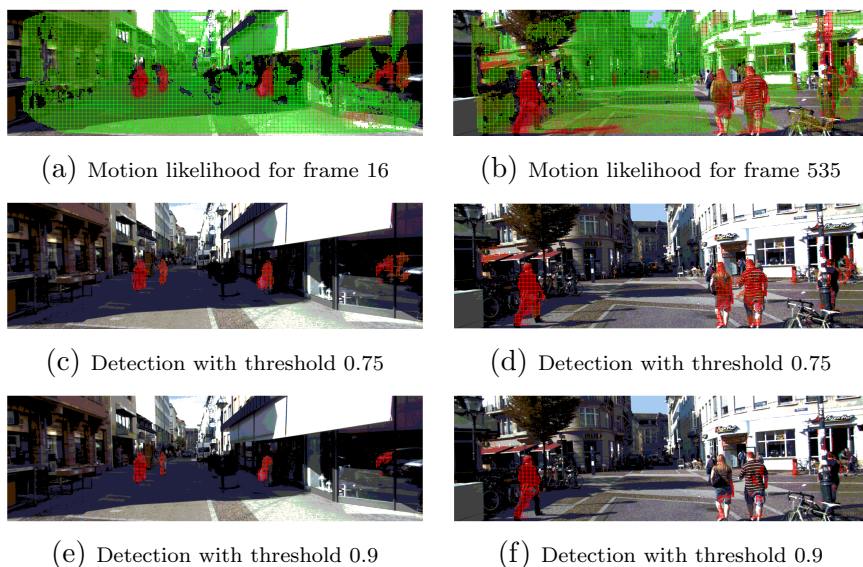 (a) Motion likelihood for frame 16
(b) Motion likelihood for frame 535
(c) Detection with threshold 0.75
(d) Detection with threshold 0.75
(e) Detection with threshold 0.9
(f) Detection with threshold 0.9